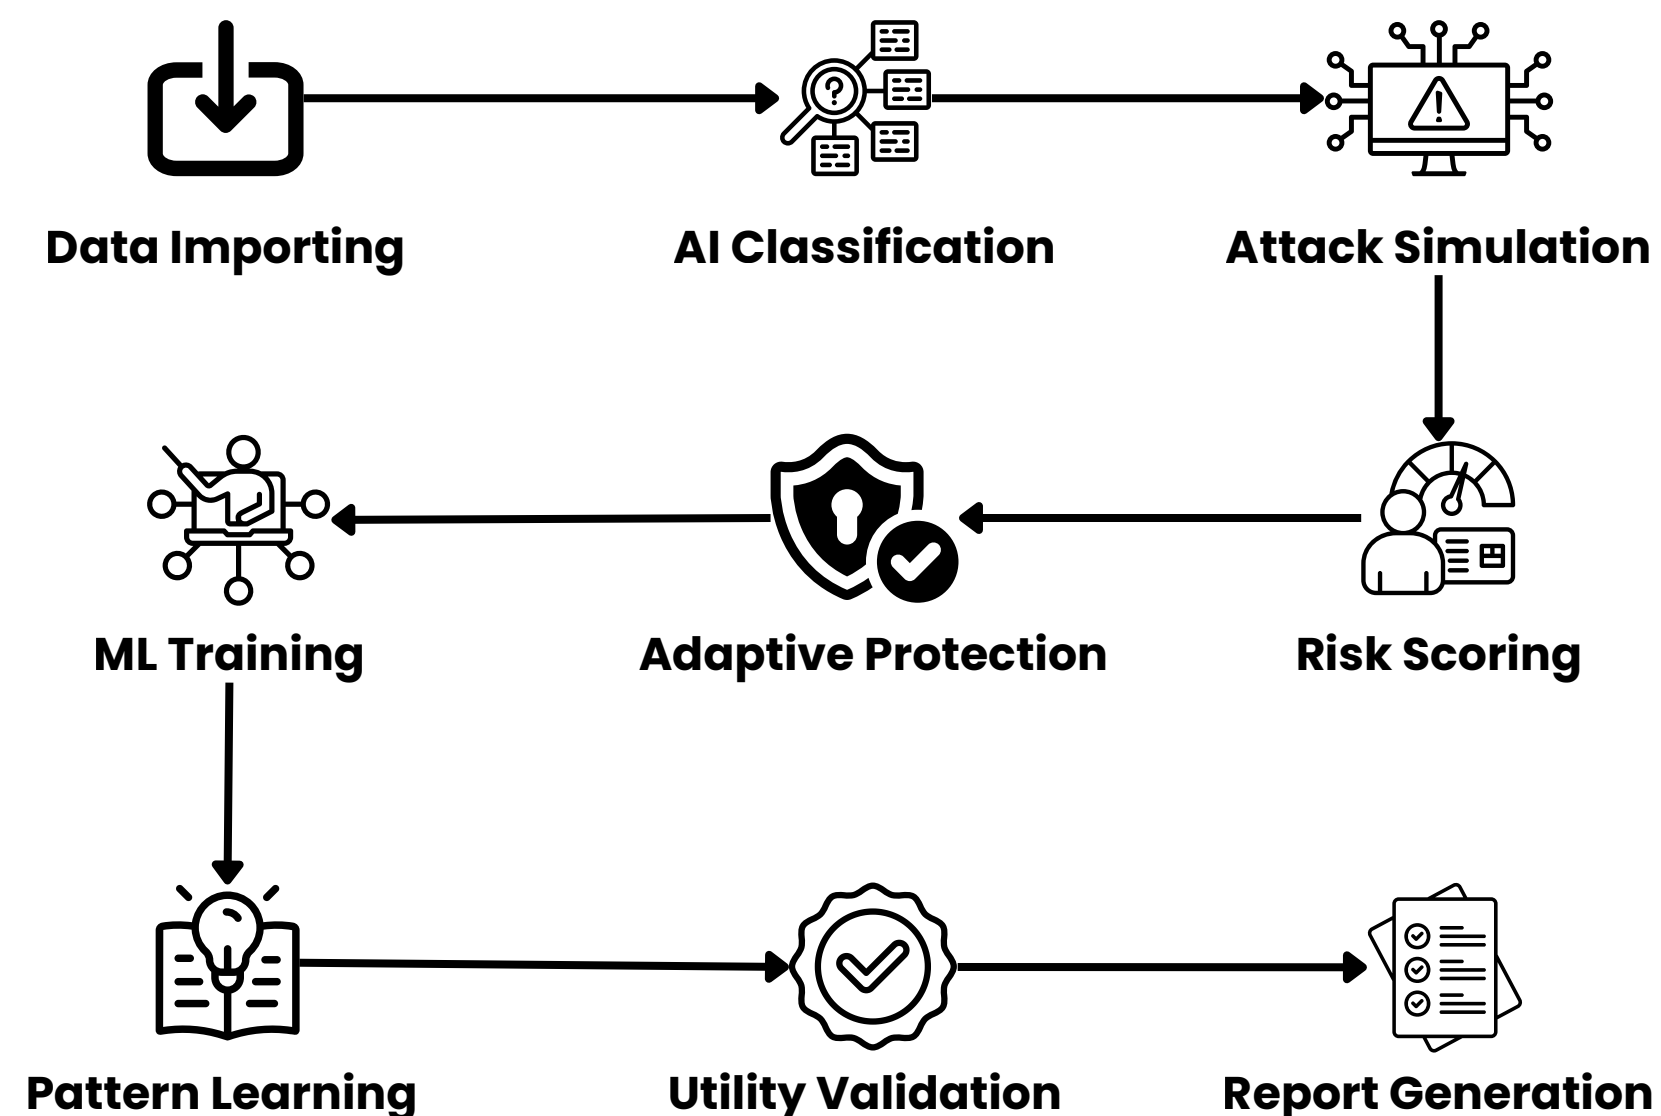 Data Importing
AI Classification
Attack Simulation
ML Training
Adaptive Protection
Risk Scoring
Pattern Learning
Utility Validation
Report Generation